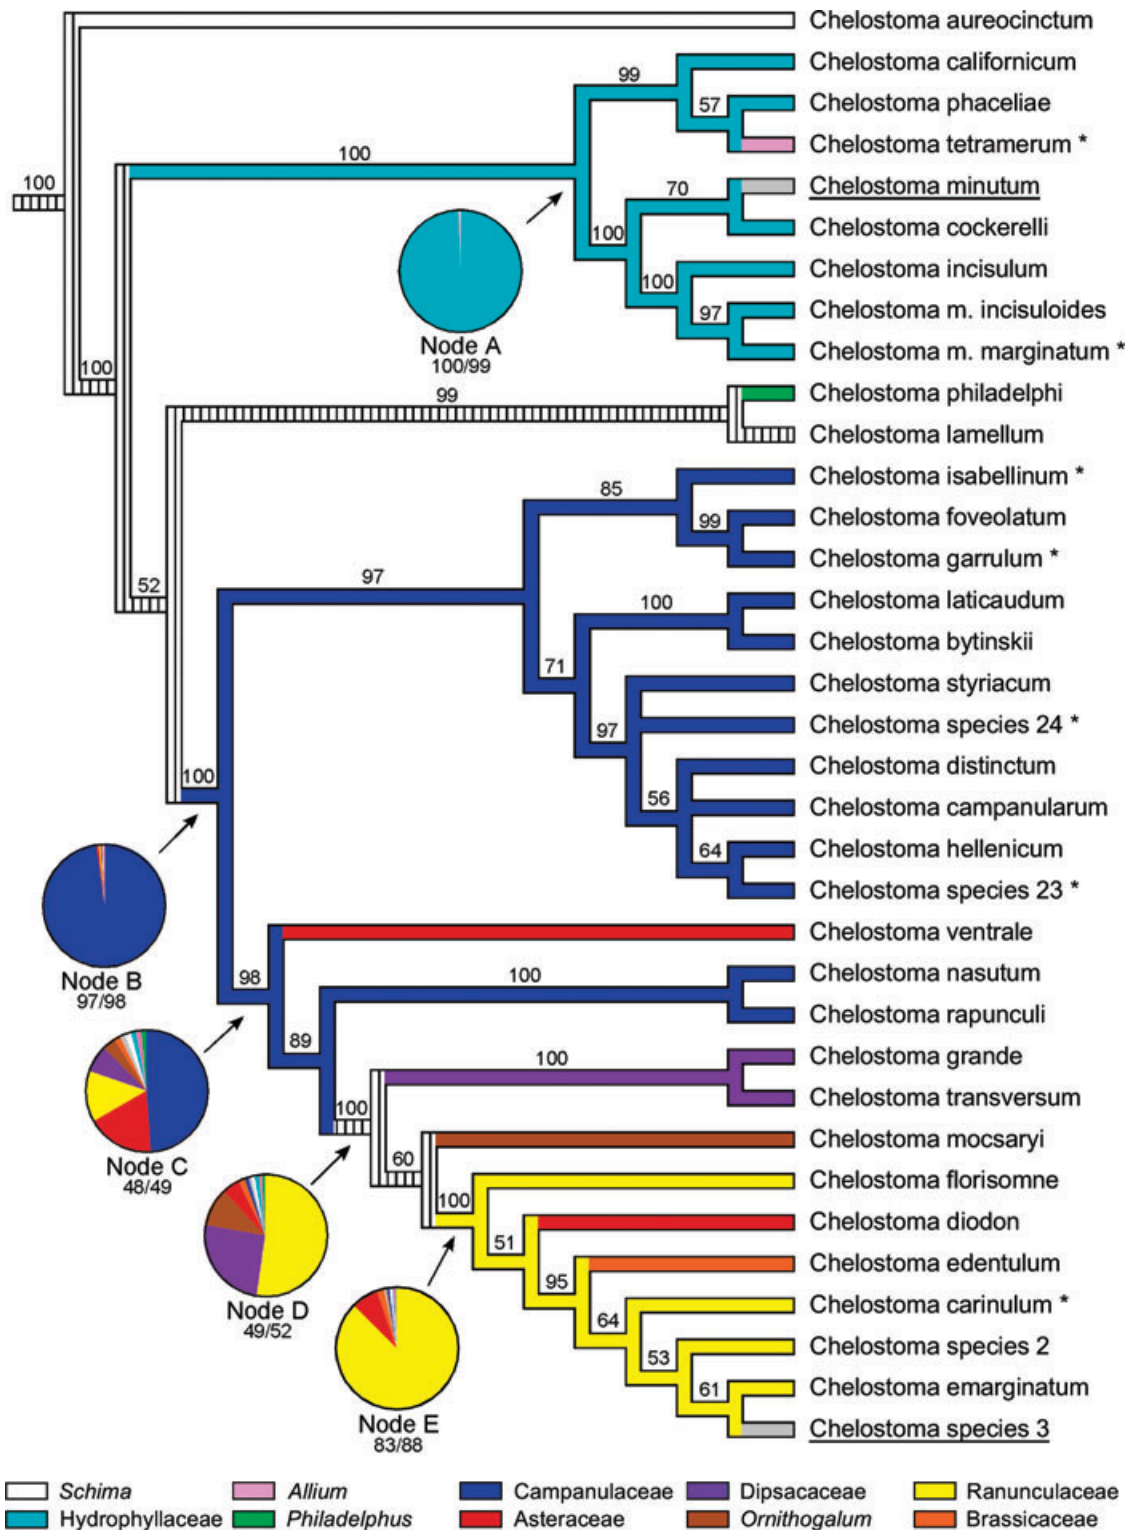 Chelostoma aureocinctum
Chelostoma californicum
99
57
Chelostoma phaceliae
Chelostoma tetramerum *
100
100
70
Chelostoma minutum
Chelostoma cockerelli
100
100
Chelostoma incisulum
97
Chelostoma m. incisuloides
Node A
100/99
Chelostoma m. marginatum *
100
99
Chelostoma philadelphi
Chelostoma lamellum
85
Chelostoma isabellinum *
99
Chelostoma foveolatum
Chelostoma garrulum *
52
97
100
Chelostoma laticaudum
Chelostoma bytinskii
71
Chelostoma styriacum
97
Chelostoma species 24 *
100
Chelostoma distinctum
56
Chelostoma campanularum
64
Chelostoma hellenicum
Chelostoma species 23 *
Chelostoma ventrale
Node B
97/98
98
100
Chelostoma nasutum
Chelostoma rapunculi
89
100
Chelostoma grande
Chelostoma transversum
100
Chelostoma mocsaryi
Node C
48/49
60
Chelostoma florisomne
100
Chelostoma diodon
51
Chelostoma edentulum
95
Chelostoma carinulum *
Node D
49/52
64
Chelostoma species 2
53
Chelostoma emarginatum
61
Chelostoma species 3
Node E
83/88
Schima Allium Campanulaceae Dipsacaceae Ranunculaceae
Hydrophyllaceae Philadelphus Asteraceae Ornithogalum Brassicaceae